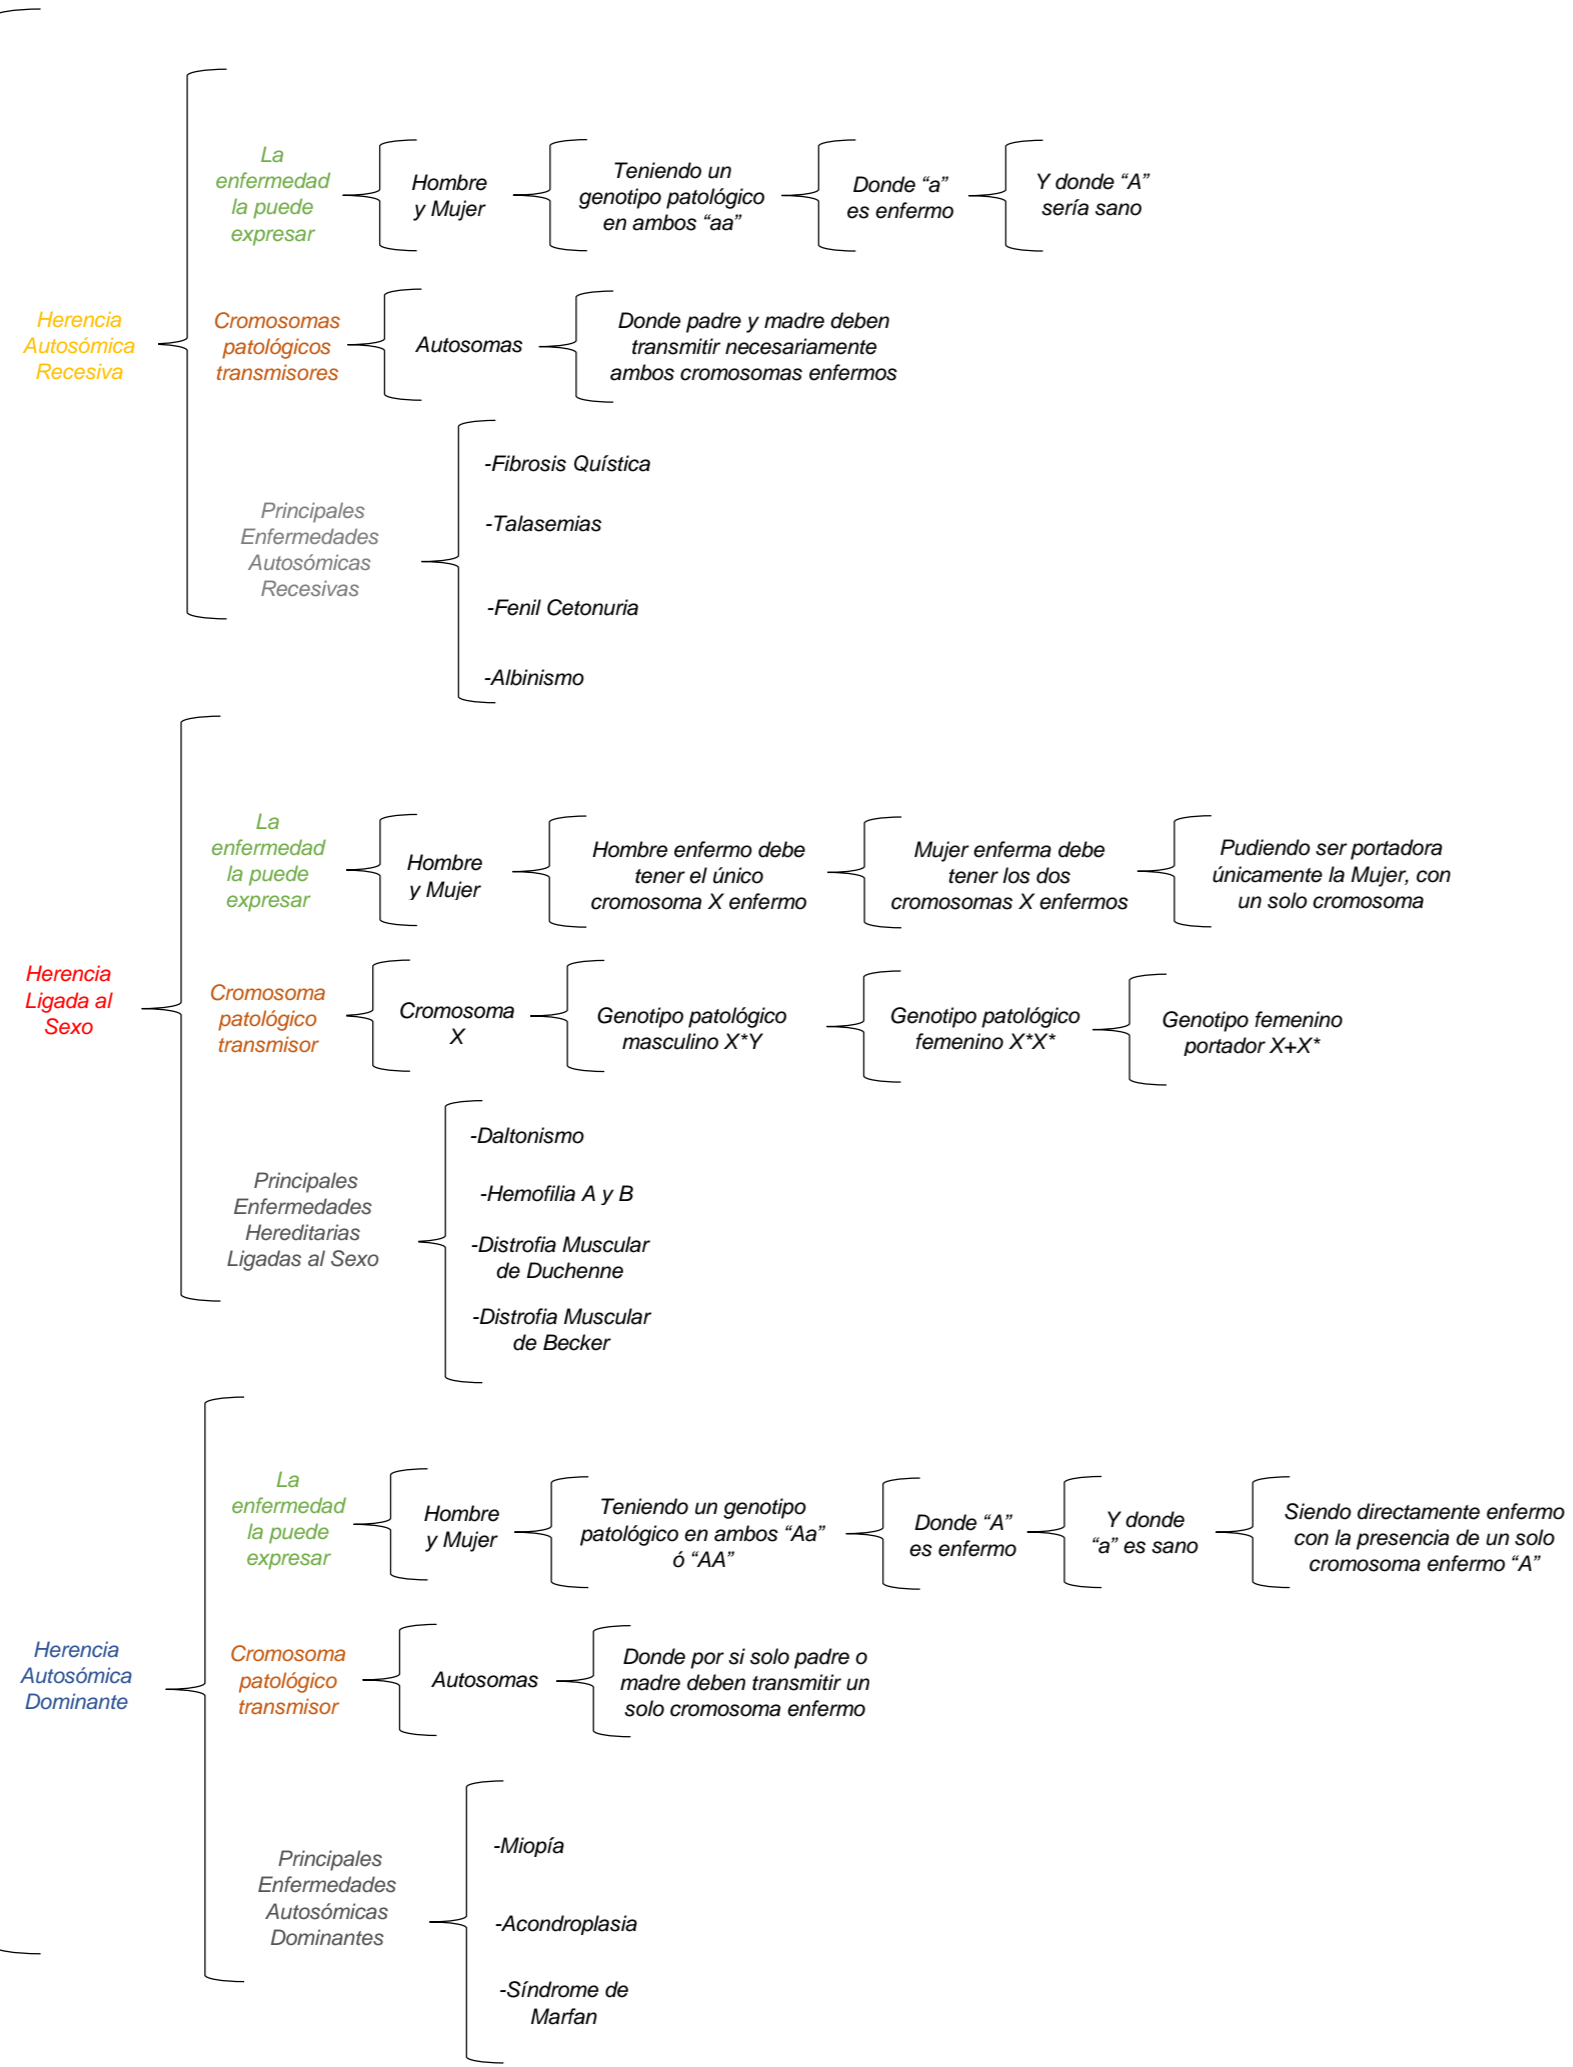 Herencia
Autosómica
Recesiva
La
enfermedad
la puede
expresar
Hombre
y Mujer
Teniendo un
genotipo patológico
en ambos “aa”
Donde “a”
es enfermo
Y donde “A”
sería sano
Cromosomas
patológicos
transmisores
Autosomas
Donde padre y madre deben
transmitir necesariamente
ambos cromosomas enfermos
Principales
Enfermedades
Autosómicas
Recesivas
-Fibrosis Quística
-Talasemias
-Fenil Cetonuria
-Albinismo
Herencia
Ligada al
Sexo
La
enfermedad
la puede
expresar
Hombre
y Mujer
Hombre enfermo debe
tener el único
cromosoma X enfermo
Mujer enferma debe
tener los dos
cromosomas X enfermos
Pudiendo ser portadora
únicamente la Mujer, con
un solo cromosoma
Cromosoma
patológico
transmisor
Cromosoma
X
Genotipo patológico
masculino X*Y
Genotipo patológico
femenino X*X*
Genotipo femenino
portador X+X*
Principales
Enfermedades
Hereditarias
Ligadas al Sexo
-Daltonismo
-Hemofilia A y B
-Distrofia Muscular
de Duchenne
-Distrofia Muscular
de Becker
Herencia
Autosómica
Dominante
La
enfermedad
la puede
expresar
Hombre
y Mujer
Teniendo un genotipo
patológico en ambos “Aa”
ó “AA”
Donde “A”
es enfermo
Y donde
“a” es sano
Siendo directamente enfermo
con la presencia de un solo
cromosoma enfermo “A”
Cromosoma
patológico
transmisor
Autosomas
Donde por si solo padre o
madre deben transmitir un
solo cromosoma enfermo
Principales
Enfermedades
Autosómicas
Dominantes
-Miopía
-Acondroplasia
-Síndrome de
Marfan